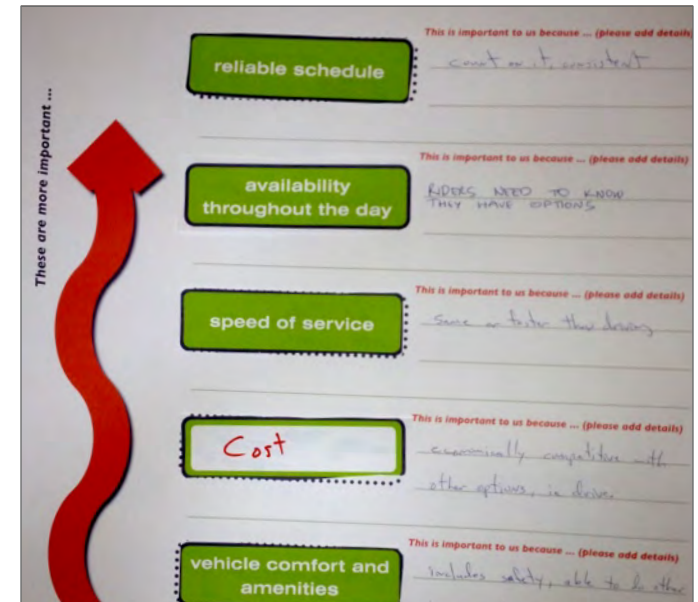 These are more important ...
This is important to us because ... (please add details)
reliable schedule
count on it, consistent
This is important to us because ... (please add details)
availability
throughout the day
RIDERS NEED TO KNOW
THEY HAVE OPTIONS
This is important to us because ... (please add details)
speed of service
Same or faster than driving
This is important to us because ... (please add details)
Cost
economically competitive with
other options, ie drive.
This is important to us because ... (please add details)
vehicle comfort and
amenities
includes safety, able to do other